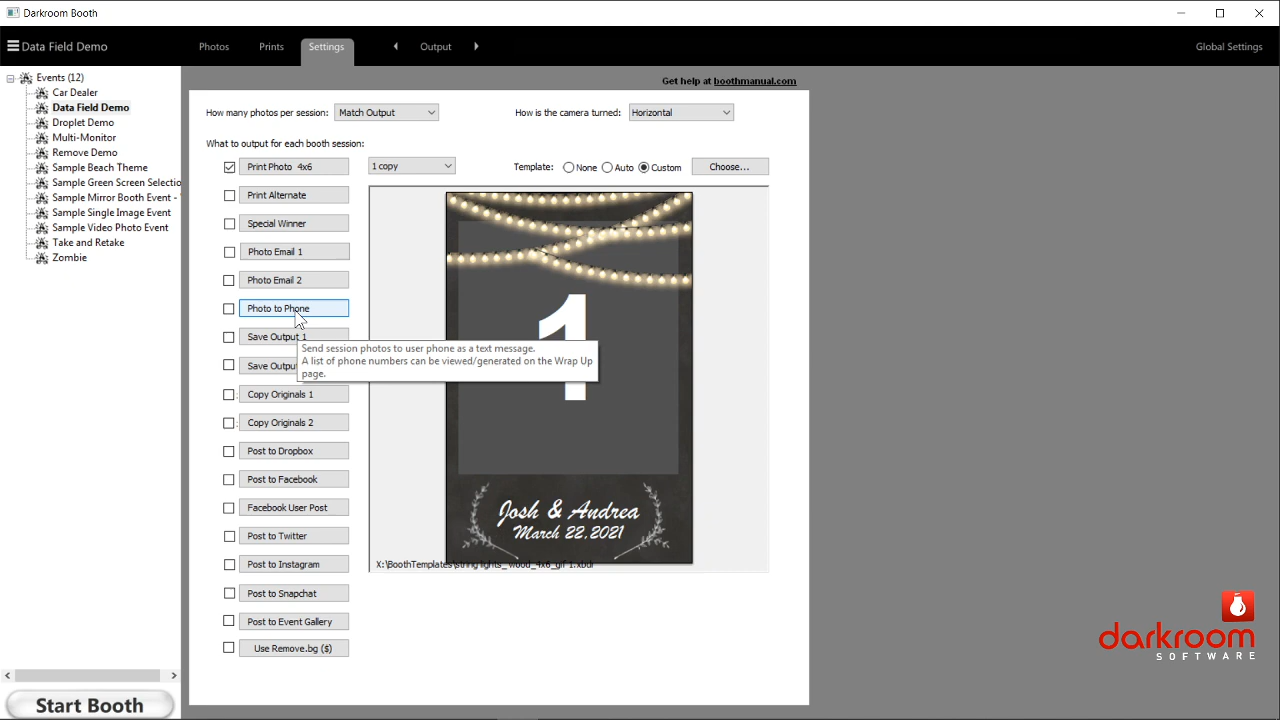 Darkroom Booth
Data Field Demo
Photos
Prints
Settings
Output
Global Settings
Events (12)
Car Dealer
Data Field Demo
Droplet Demo
Multi-Monitor
Remove Demo
Sample Beach Theme
Sample Green Screen Selectio
Sample Mirror Booth Event -
Sample Single Image Event
Sample Video Photo Event
Take and Retake
Zombie
Start Booth
Get help at boothmanual.com
How many photos per session: Match Output
How is the camera turned: Horizontal
What to output for each booth session:
Print Photo 4x6
1 copy
Template: None Auto Custom Choose...
Print Alternate
Special Winner
Photo Email 1
Photo Email 2
Photo to Phone
Save Output 1
Send session photos to user phone as a text message.
A list of phone numbers can be viewed/generated on the Wrap Up
page.
Save Outpu
Copy Originals 1
Copy Originals 2
Post to Dropbox
Post to Facebook
Facebook User Post
Post to Twitter
Post to Instagram
Post to Snapchat
Post to Event Gallery
Use Remove.bg ($)
1
Josh & Andrea
March 22, 2021
X:\BoothTemplates\string lights_ wood_4x6_gif 1.xbdr
darkroom
SOFTWARE